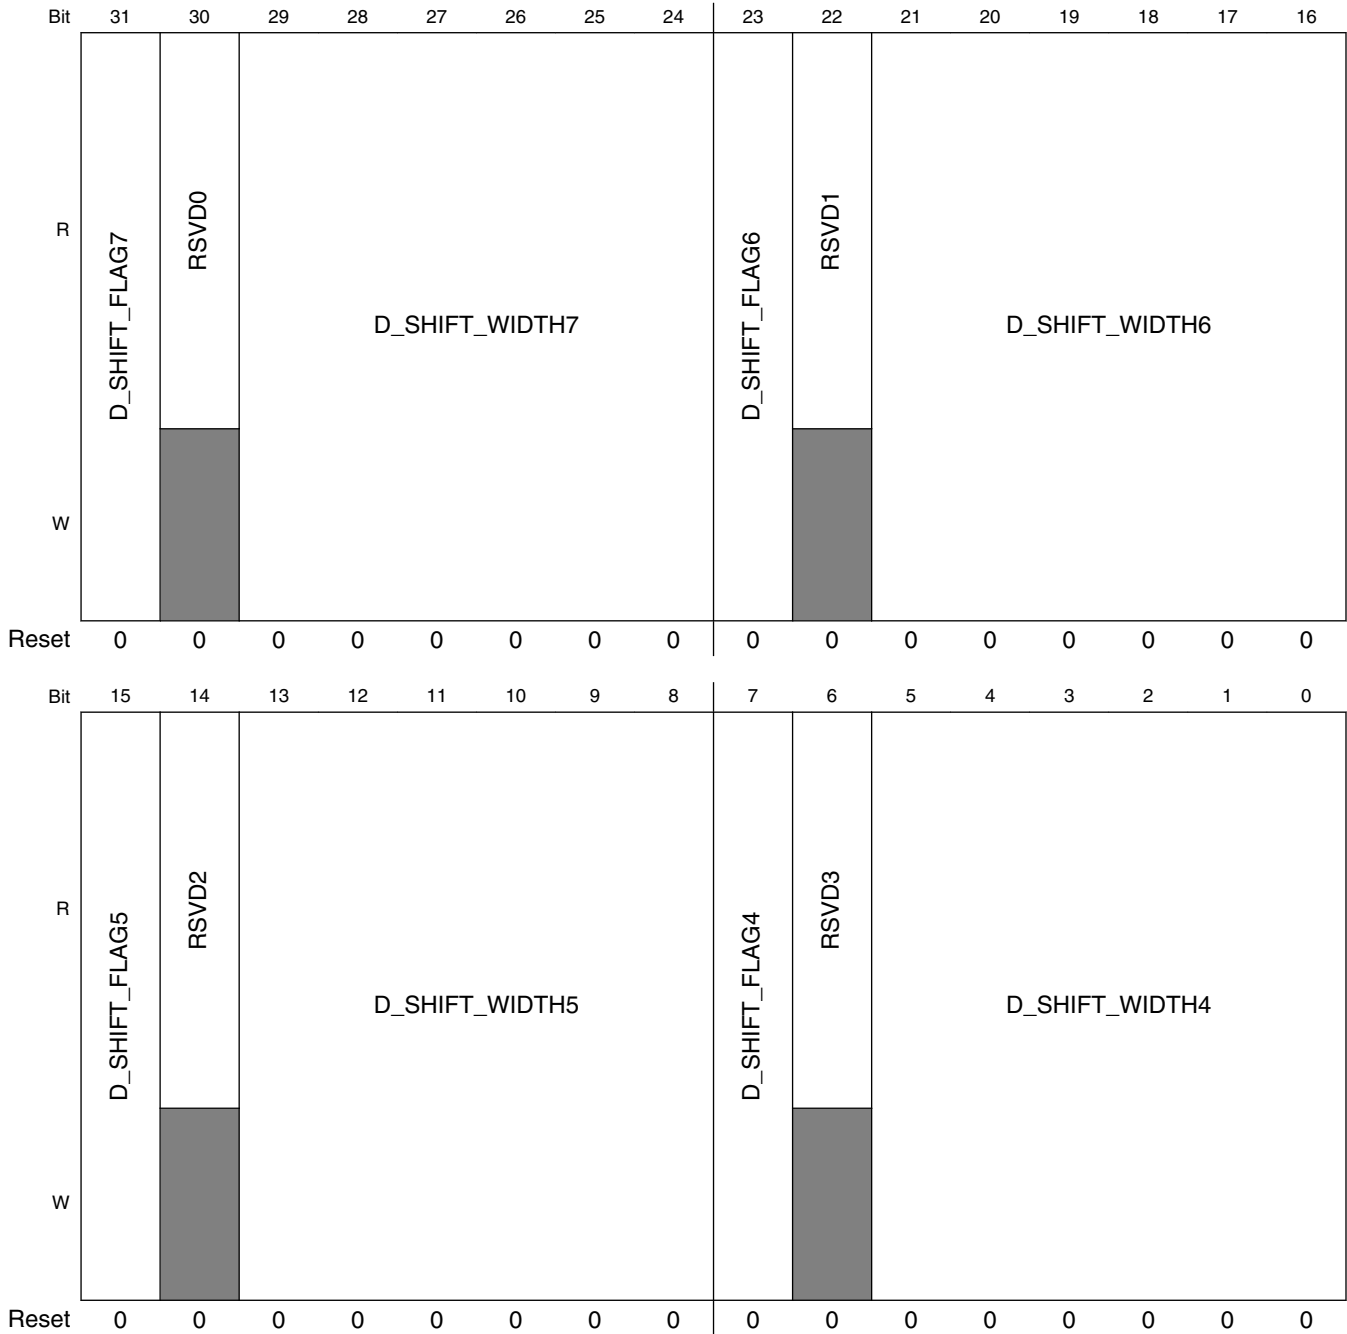 Bit 31 30 29 28 27 26 25 24 23 22 21 20 19 18 17 16
R D_SHIFT_FLAG7 RSVD0 D_SHIFT_WIDTH7 D_SHIFT_FLAG6 RSVD1 D_SHIFT_WIDTH6
W
Reset 0 0 0 0 0 0 0 0 0 0 0 0 0 0 0 0
Bit 15 14 13 12 11 10 9 8 7 6 5 4 3 2 1 0
R D_SHIFT_FLAG5 RSVD2 D_SHIFT_WIDTH5 D_SHIFT_FLAG4 RSVD3 D_SHIFT_WIDTH4
W
Reset 0 0 0 0 0 0 0 0 0 0 0 0 0 0 0 0